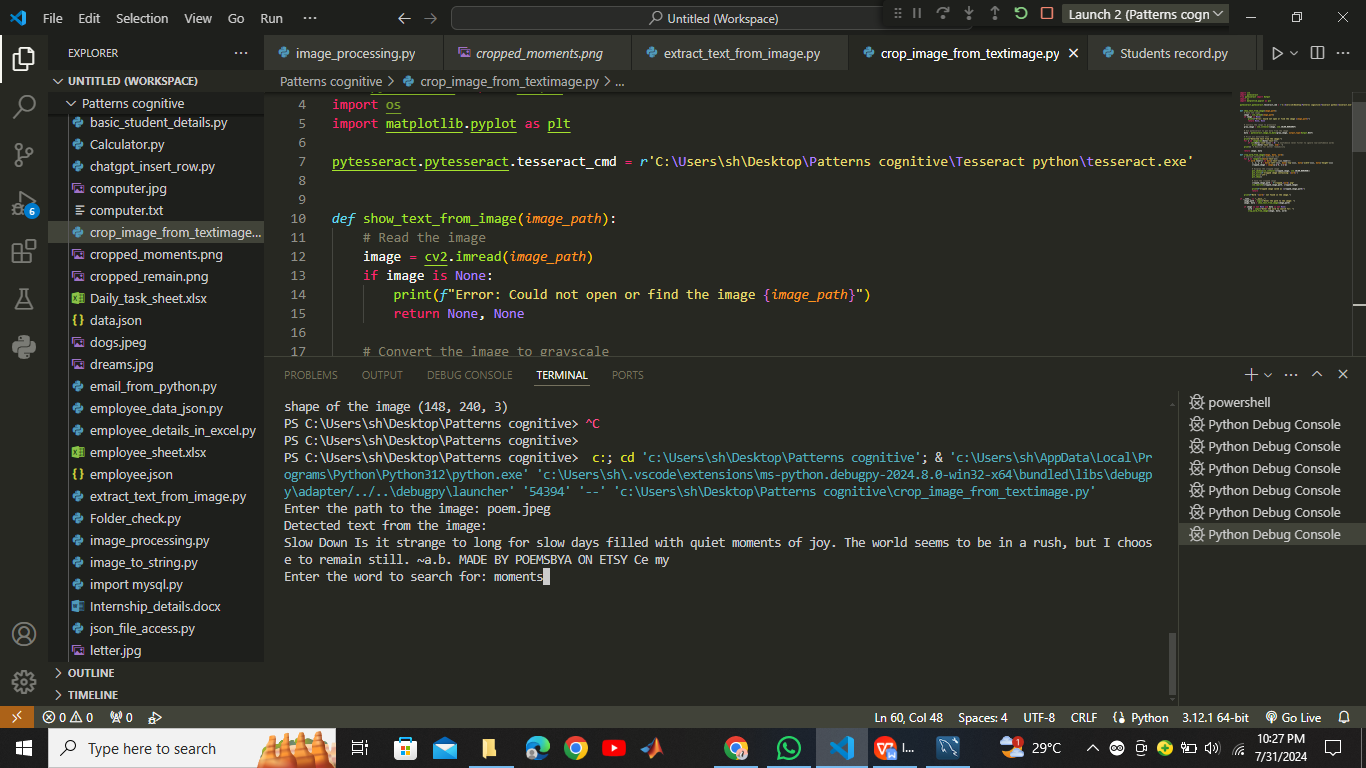 File Edit Selection View Go Run ···
Untitled (Workspace)
Launch 2 (Patterns cogn
EXPLORER ···
UNTITLED (WORKSPACE)
Patterns cognitive
basic_student_details.py
Calculator.py
chatgpt_insert_row.py
computer.jpg
computer.txt
crop_image_from_textimage...
cropped_moments.png
cropped_remain.png
Daily_task_sheet.xlsx
data.json
dogs.jpeg
dreams.jpg
email_from_python.py
employee_data_json.py
employee_details_in_excel.py
employee_sheet.xlsx
employee.json
extract_text_from_image.py
Folder_check.py
image_processing.py
image_to_string.py
import mysql.py
Internship_details.docx
json_file_access.py
letter.jpg
OUTLINE
TIMELINE
6
image_processing.py cropped_moments.png extract_text_from_image.py crop_image_from_textimage.py Students record.py
Patterns cognitive > crop_image_from_textimage.py > ...
4 import os
5 import matplotlib.pyplot as plt
6
7 pytesseract.pytesseract.tesseract_cmd = r'C:\Users\sh\Desktop\Patterns cognitive\Tesseract python\tesseract.exe'
8
9
10 def show_text_from_image(image_path):
11 # Read the image
12 image = cv2.imread(image_path)
13 if image is None:
14 print(f"Error: Could not open or find the image {image_path}")
15 return None, None
16
17 # Convert the image to grayscale
PROBLEMS OUTPUT DEBUG CONSOLE TERMINAL PORTS
shape of the image (148, 240, 3)
PS C:\Users\sh\Desktop\Patterns cognitive> ^C
PS C:\Users\sh\Desktop\Patterns cognitive>
PS C:\Users\sh\Desktop\Patterns cognitive> c:; cd 'c:\Users\sh\Desktop\Patterns cognitive'; & 'c:\Users\sh\AppData\Local\Pr
ograms\Python\Python312\python.exe' 'c:\Users\sh\.vscode\extensions\ms-python.debugpy-2024.8.0-win32-x64\bundled\libs\debugp
y\adapter/../..\debugpy\launcher' '54394' '--' 'c:\Users\sh\Desktop\Patterns cognitive\crop_image_from_textimage.py'
Enter the path to the image: poem.jpeg
Detected text from the image:
Slow Down Is it strange to long for slow days filled with quiet moments of joy. The world seems to be in a rush, but I choos
e to remain still. ~a.b. MADE BY POEMSBYA ON ETSY Ce my
Enter the word to search for: moments
powershell
Python Debug Console
Python Debug Console
Python Debug Console
Python Debug Console
Python Debug Console
Python Debug Console
0 0 0 Ln 60, Col 48 Spaces: 4 UTF-8 CRLF Python 3.12.1 64-bit Go Live
Type here to search
I...
1
29°C
10:27 PM
7/31/2024